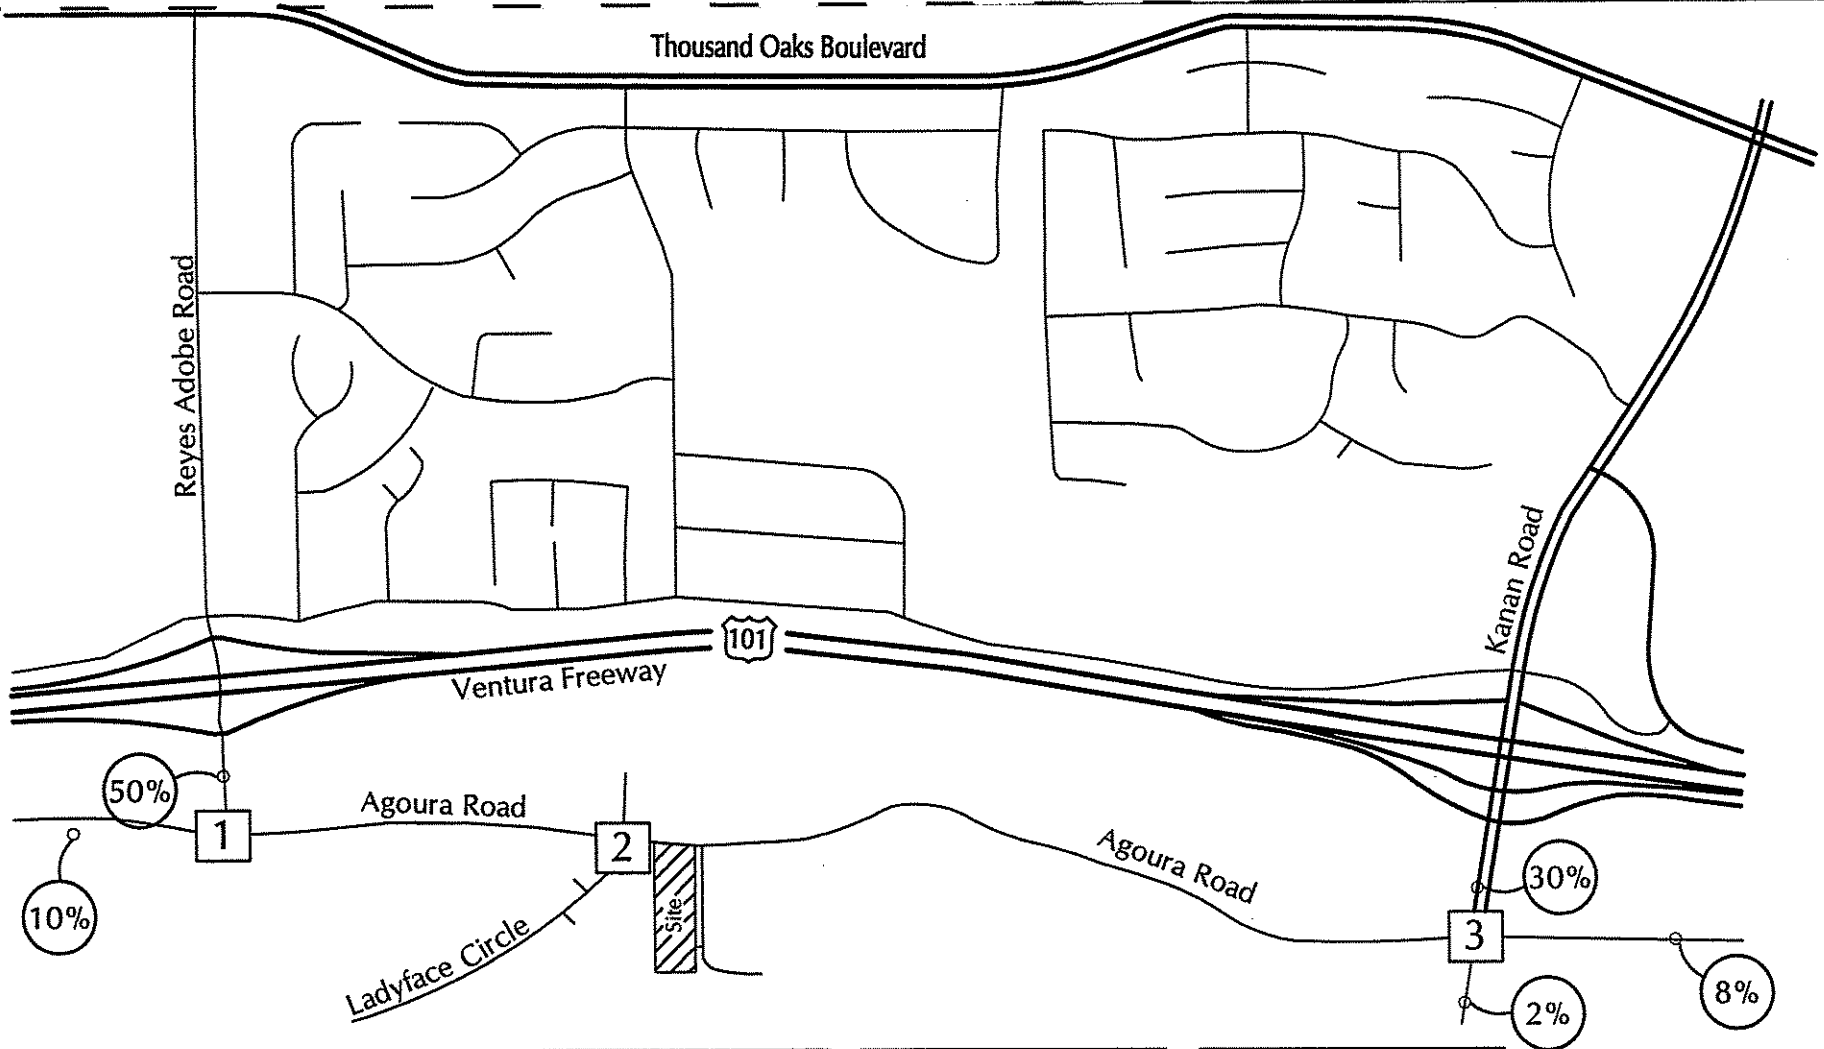 Thousand Oaks Boulevard
Reyes Adobe Road
Kanan Road
101
Ventura Freeway
50%
Agoura Road
1
2
Agoura Road
30%
10%
Site
3
Ladyface Circle
8%
2%